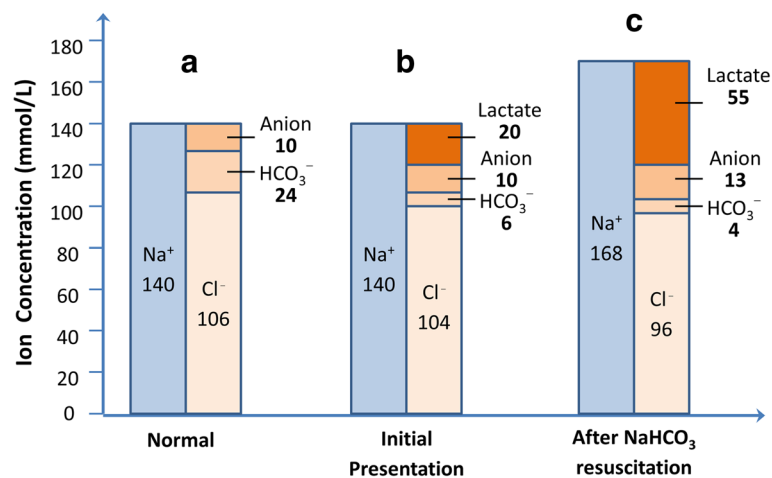 Ion Concentration (mmol/L)
180
160
140
120
100
80
60
40
20
0
a
Na⁺
140
Anion
10
HCO₃⁻
24
Cl⁻
106
Normal
b
Na⁺
140
Lactate
20
Anion
10
HCO₃⁻
6
Cl⁻
104
Initial
Presentation
c
Na⁺
168
Lactate
55
Anion
13
HCO₃⁻
4
Cl⁻
96
After NaHCO₃
resuscitation